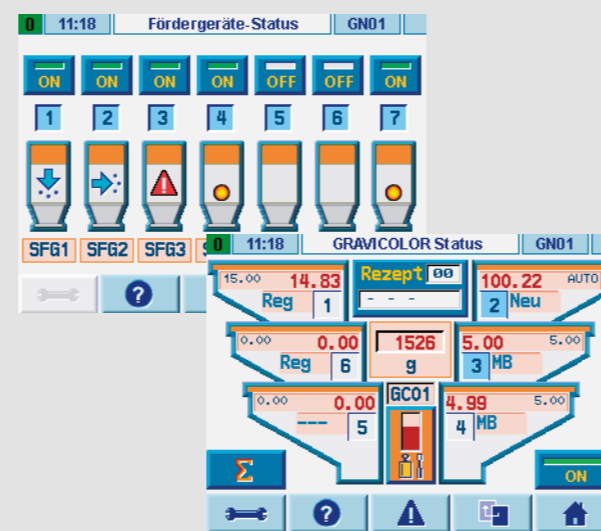 0 11:18 Fördergeräte-Status GN01
ON ON ON ON OFF OFF ON
1 2 3 4 5 6 7
SFG1 SFG2 SFG3
?
0 11:18 GRAVICOLOR Status GN01
15.00 14.83 Rezept 00 100.22 AUTO
Reg 1 - - - 2 Neu
0.00 0.00 1526 5.00 5.00
Reg 6 g 3 MB
0.00 0.00 GC01 4.99 5.00
--- 5 4 MB
Σ ON
?